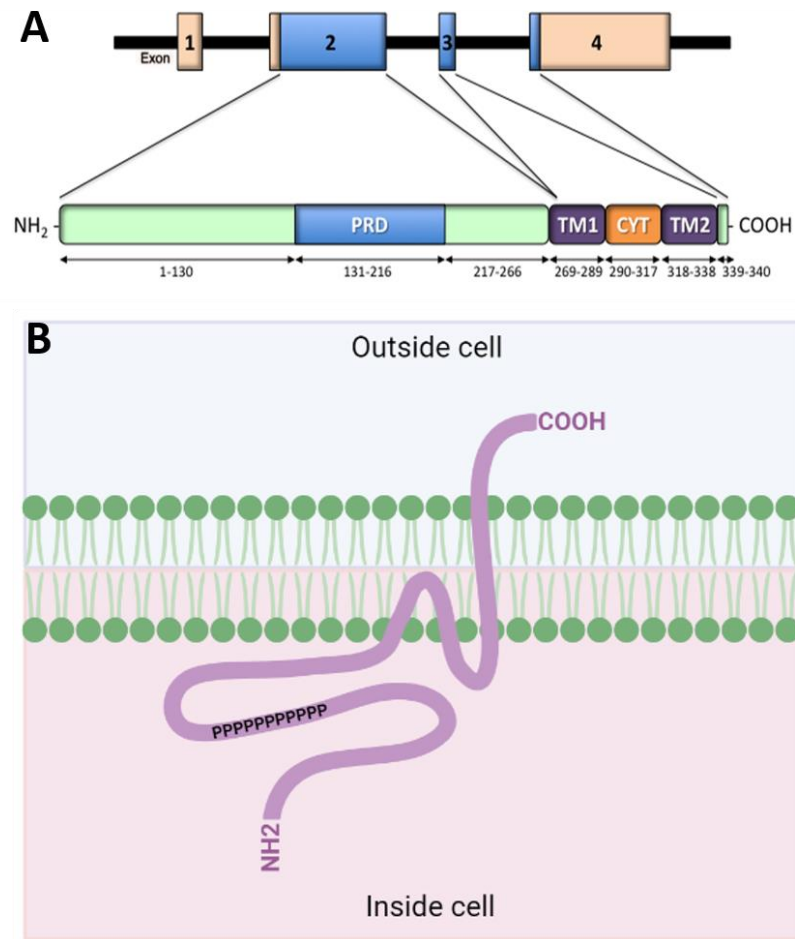 A
1 2 3 4
Exon
NH2 PRD TM1 CYT TM2 COOH
1-130 131-216 217-266 269-289 290-317 318-338 339-340
B
Outside cell
COOH
PPPPPPPPPPP
NH2
Inside cell